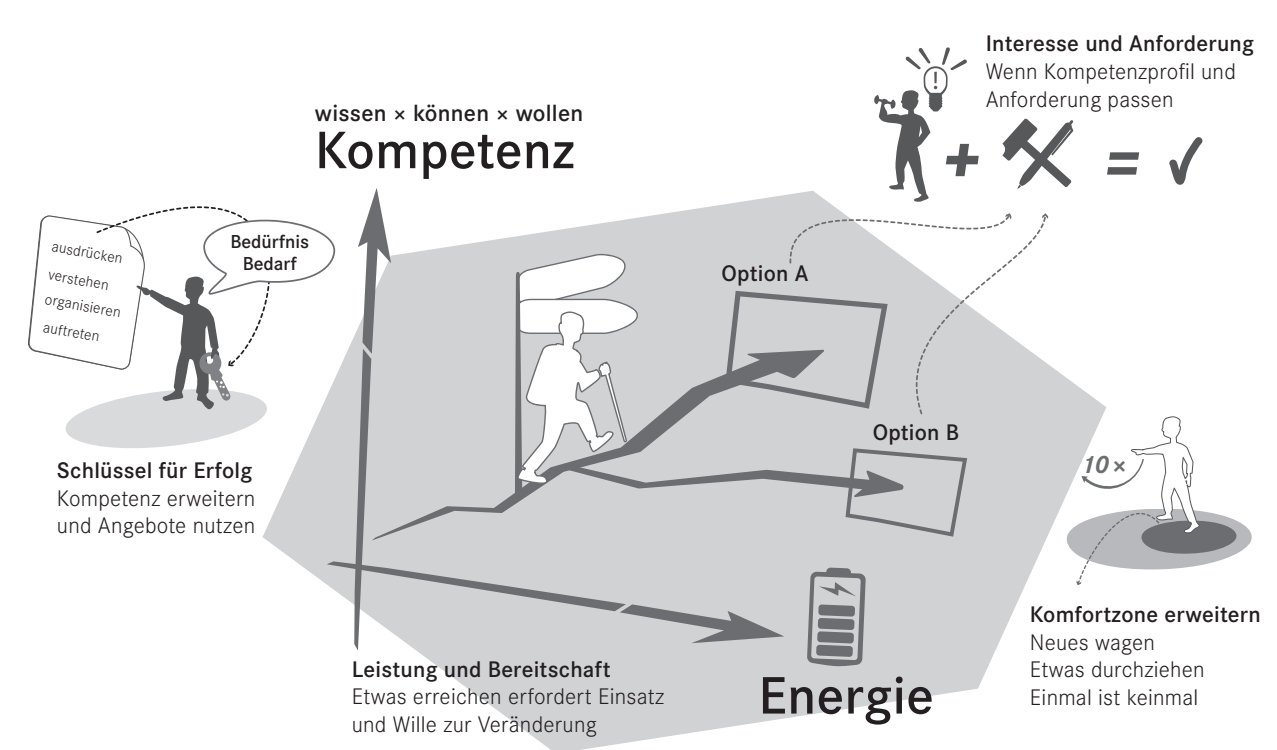 Interesse und Anforderung
Wenn Kompetenzprofil und
Anforderung passen
wissen × können × wollen
Kompetenz
ausdrücken
verstehen
organisieren
auftreten
Bedürfnis
Bedarf
Schlüssel für Erfolg
Kompetenz erweitern
und Angebote nutzen
Option A
Option B
10 ×
Komfortzone erweitern
Neues wagen
Etwas durchziehen
Einmal ist keinmal
Leistung und Bereitschaft
Etwas erreichen erfordert Einsatz
und Wille zur Veränderung
Energie
! 
+ = ✓